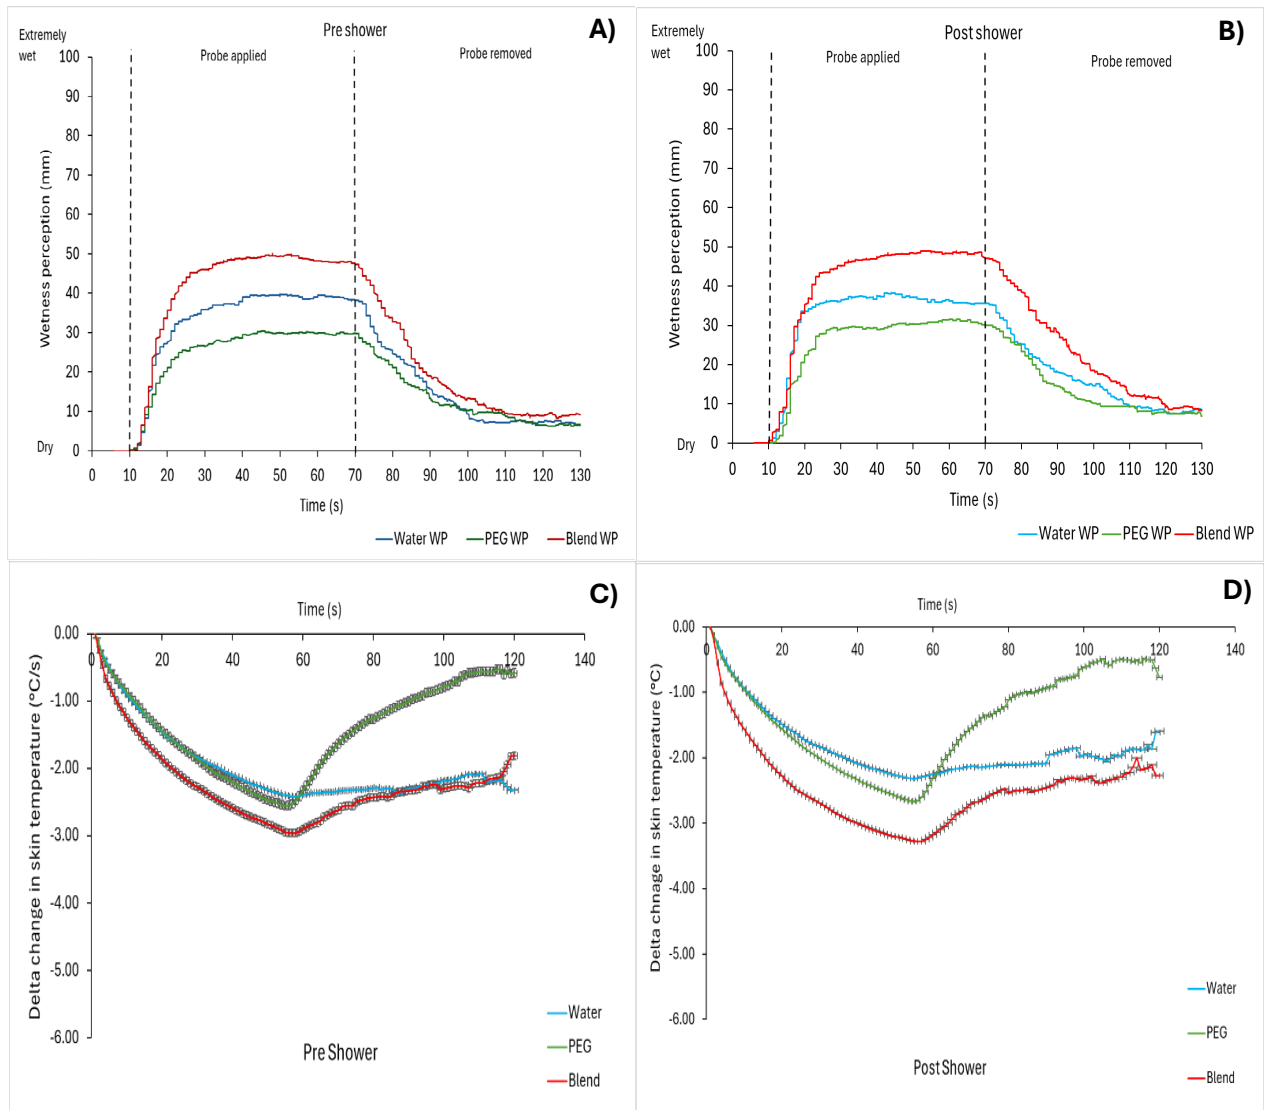 Extremely
wet
Pre shower
A)
Probe applied
Probe removed
100
90
80
70
60
50
40
30
20
10
0
Dry
Wetness perception (mm)
0 10 20 30 40 50 60 70 80 90 100 110 120 130
Time (s)
Water WP PEG WP Blend WP
Extremely
wet
Post shower
B)
Probe applied
Probe removed
100
90
80
70
60
50
40
30
20
10
0
Dry
Wetness perception (mm)
0 10 20 30 40 50 60 70 80 90 100 110 120 130
Time (s)
Water WP PEG WP Blend WP
C)
Time (s)
0 20 40 60 80 100 120 140
0.00
-1.00
-2.00
-3.00
-4.00
-5.00
-6.00
Delta change in skin temperature (°C/s)
Water
PEG
Blend
Pre Shower
D)
Time (s)
0 20 40 60 80 100 120 140
0.00
-1.00
-2.00
-3.00
-4.00
-5.00
-6.00
Delta chnage in skin temperature (°C)
Water
PEG
Blend
Post Shower